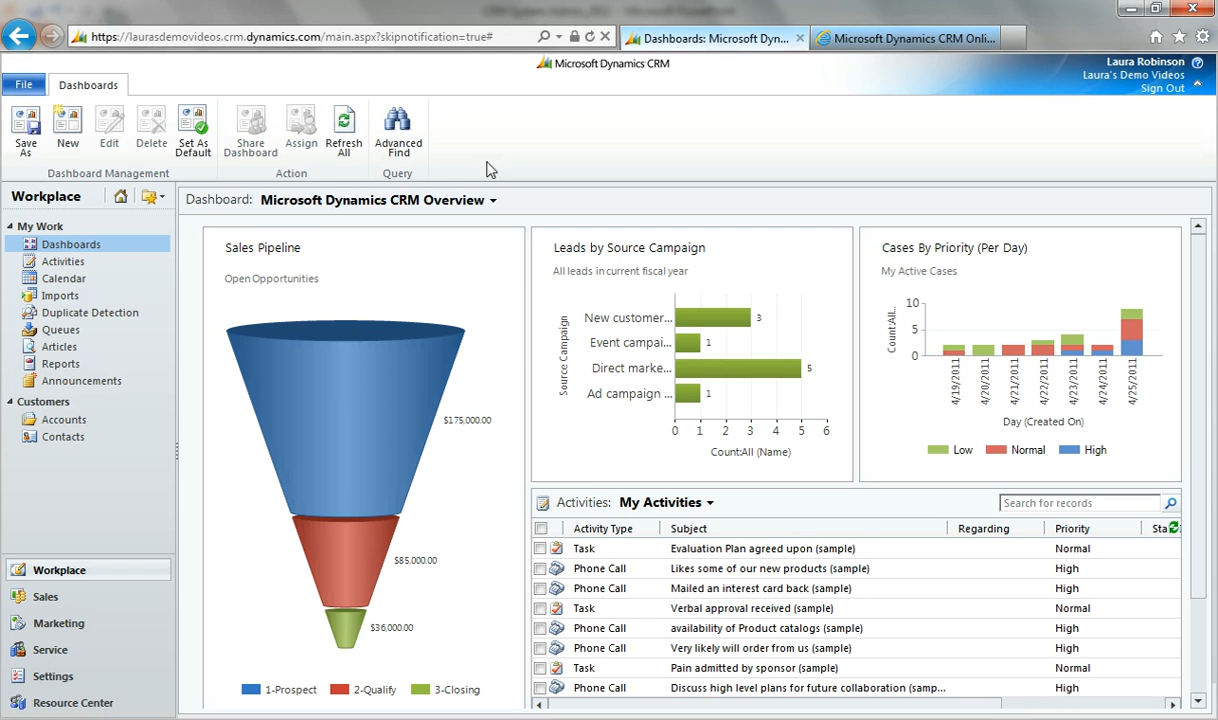 https://laurasdemovideos.crm.dynamics.com/main.aspx?skipnotification=true#
Dashboards: Microsoft Dyn...
Microsoft Dynamics CRM Onli...
Microsoft Dynamics CRM
Laura Robinson
Laura's Demo Videos
Sign Out
File
Dashboards
Save As
New
Edit
Delete
Set As Default
Share Dashboard
Assign
Refresh All
Advanced Find
Dashboard Management
Action
Query
Workplace
Dashboard: Microsoft Dynamics CRM Overview
My Work
Dashboards
Activities
Calendar
Imports
Duplicate Detection
Queues
Articles
Reports
Announcements
Customers
Accounts
Contacts
Workplace
Sales
Marketing
Service
Settings
Resource Center
Sales Pipeline
Open Opportunities
$175,000.00
$85,000.00
$36,000.00
1-Prospect 2-Qualify 3-Closing
Leads by Source Campaign
All leads in current fiscal year
Source Campaign
New customer... 3
Event campai... 1
Direct marke... 5
Ad campaign ... 1
0 1 2 3 4 5 6
Count:All (Name)
Cases By Priority (Per Day)
My Active Cases
Count:All..
10
5
0
4/19/2011 4/20/2011 4/21/2011 4/22/2011 4/23/2011 4/24/2011 4/25/2011
Day (Created On)
Low Normal High
Activities: My Activities
Search for records
Activity Type Subject Regarding Priority Sta
Task Evaluation Plan agreed upon (sample) Normal
Phone Call Likes some of our new products (sample) High
Phone Call Mailed an interest card back (sample) High
Task Verbal approval received (sample) Normal
Phone Call availability of Product catalogs (sample) High
Phone Call Very likely will order from us (sample) High
Task Pain admitted by sponsor (sample) Normal
Phone Call Discuss high level plans for future collaboration (samp... High